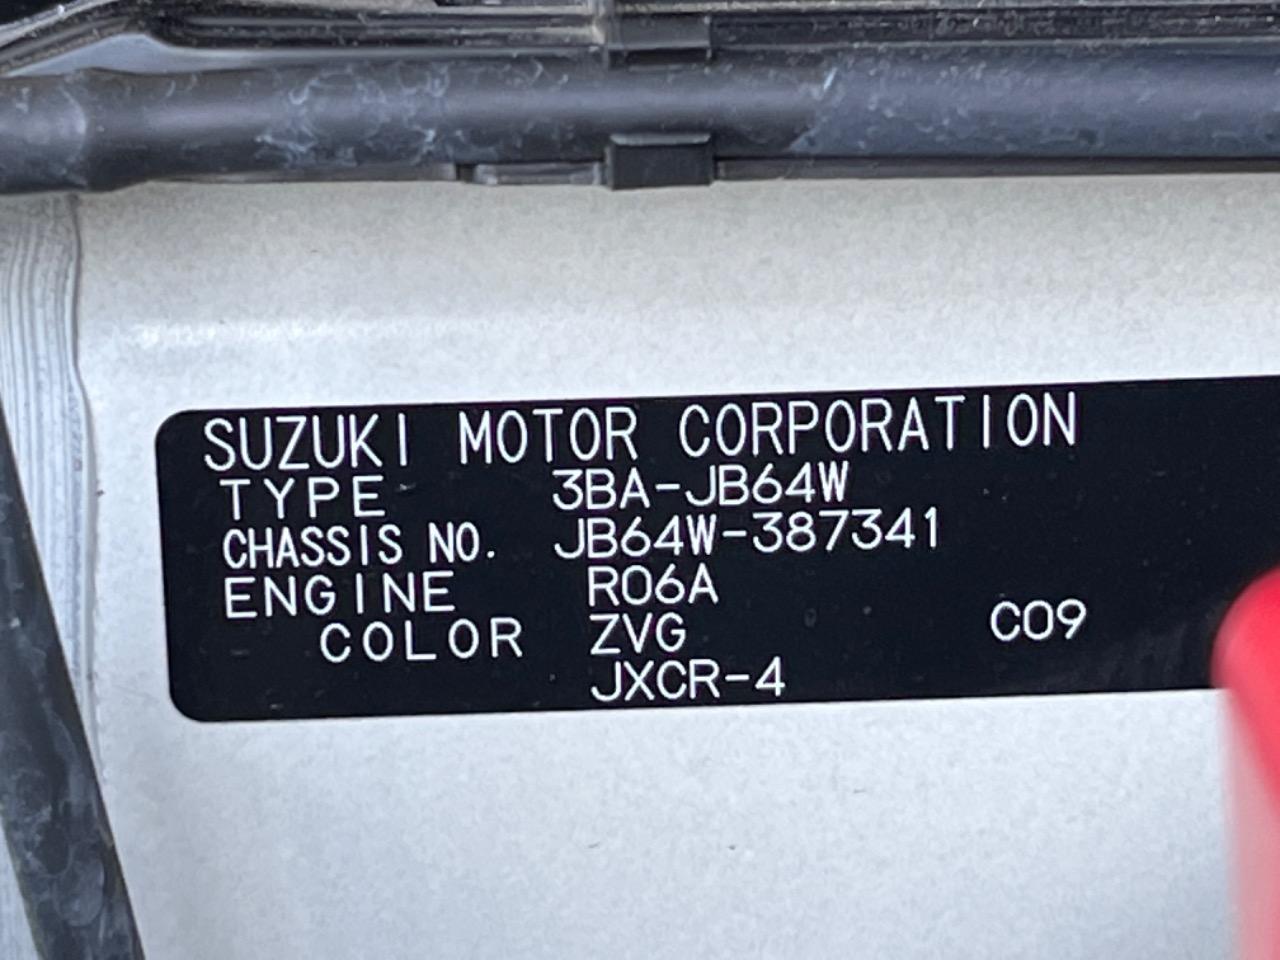 SUZUKI MOTOR CORPORATION
TYPE 3BA-JB64W
CHASSIS NO. JB64W-387341
ENGINE R06A
COLOR ZVG C09
JXCR-4